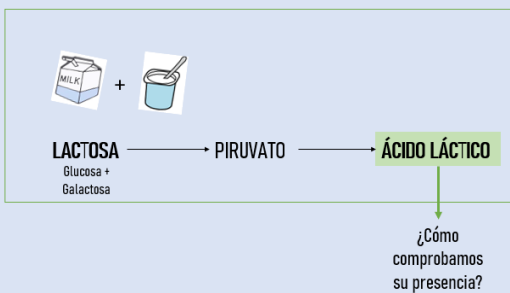 MILK
+
LACTOSA
Glucosa +
Galactosa
PIRUVATO
ÁCIDO LÁCTICO
¿Cómo
comprobamos
su presencia?